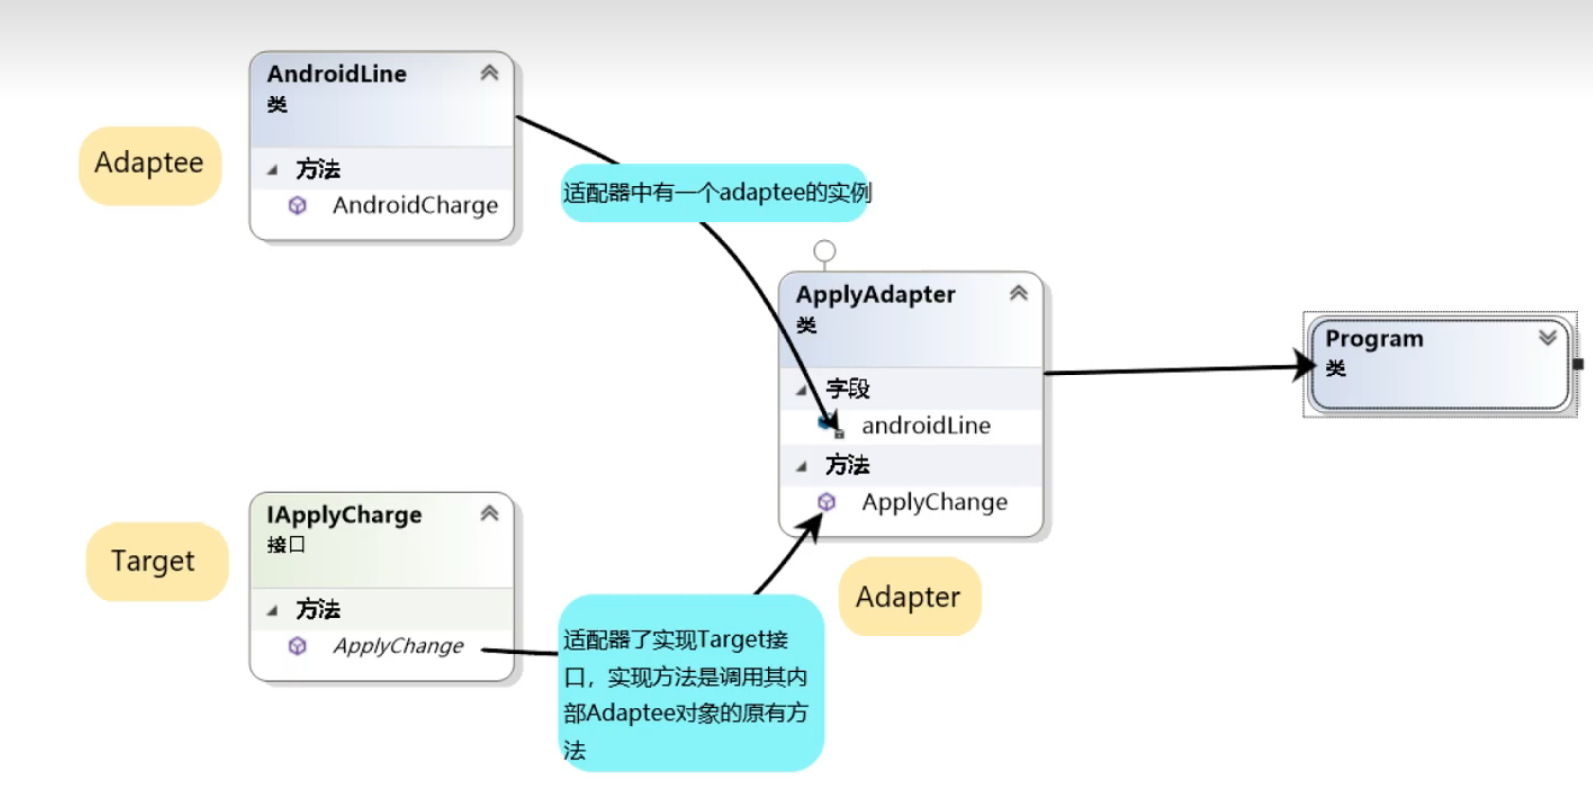 AndroidLine
类
方法
AndroidCharge
Adaptee
适配器中有一个adaptee的实例
ApplyAdapter
类
字段
androidLine
方法
ApplyChange
Adapter
Program
类
IApplyCharge
接口
方法
ApplyChange
Target
适配器了实现Target接
口，实现方法是调用其内
部Adaptee对象的原有方
法